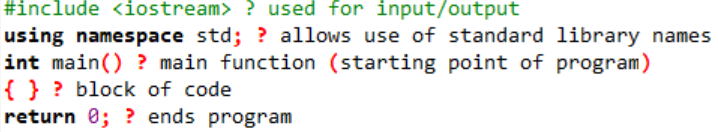 #include <iostream> ? used for input/output
using namespace std; ? allows use of standard library names
int main() ? main function (starting point of program)
{ } ? block of code
return 0; ? ends program